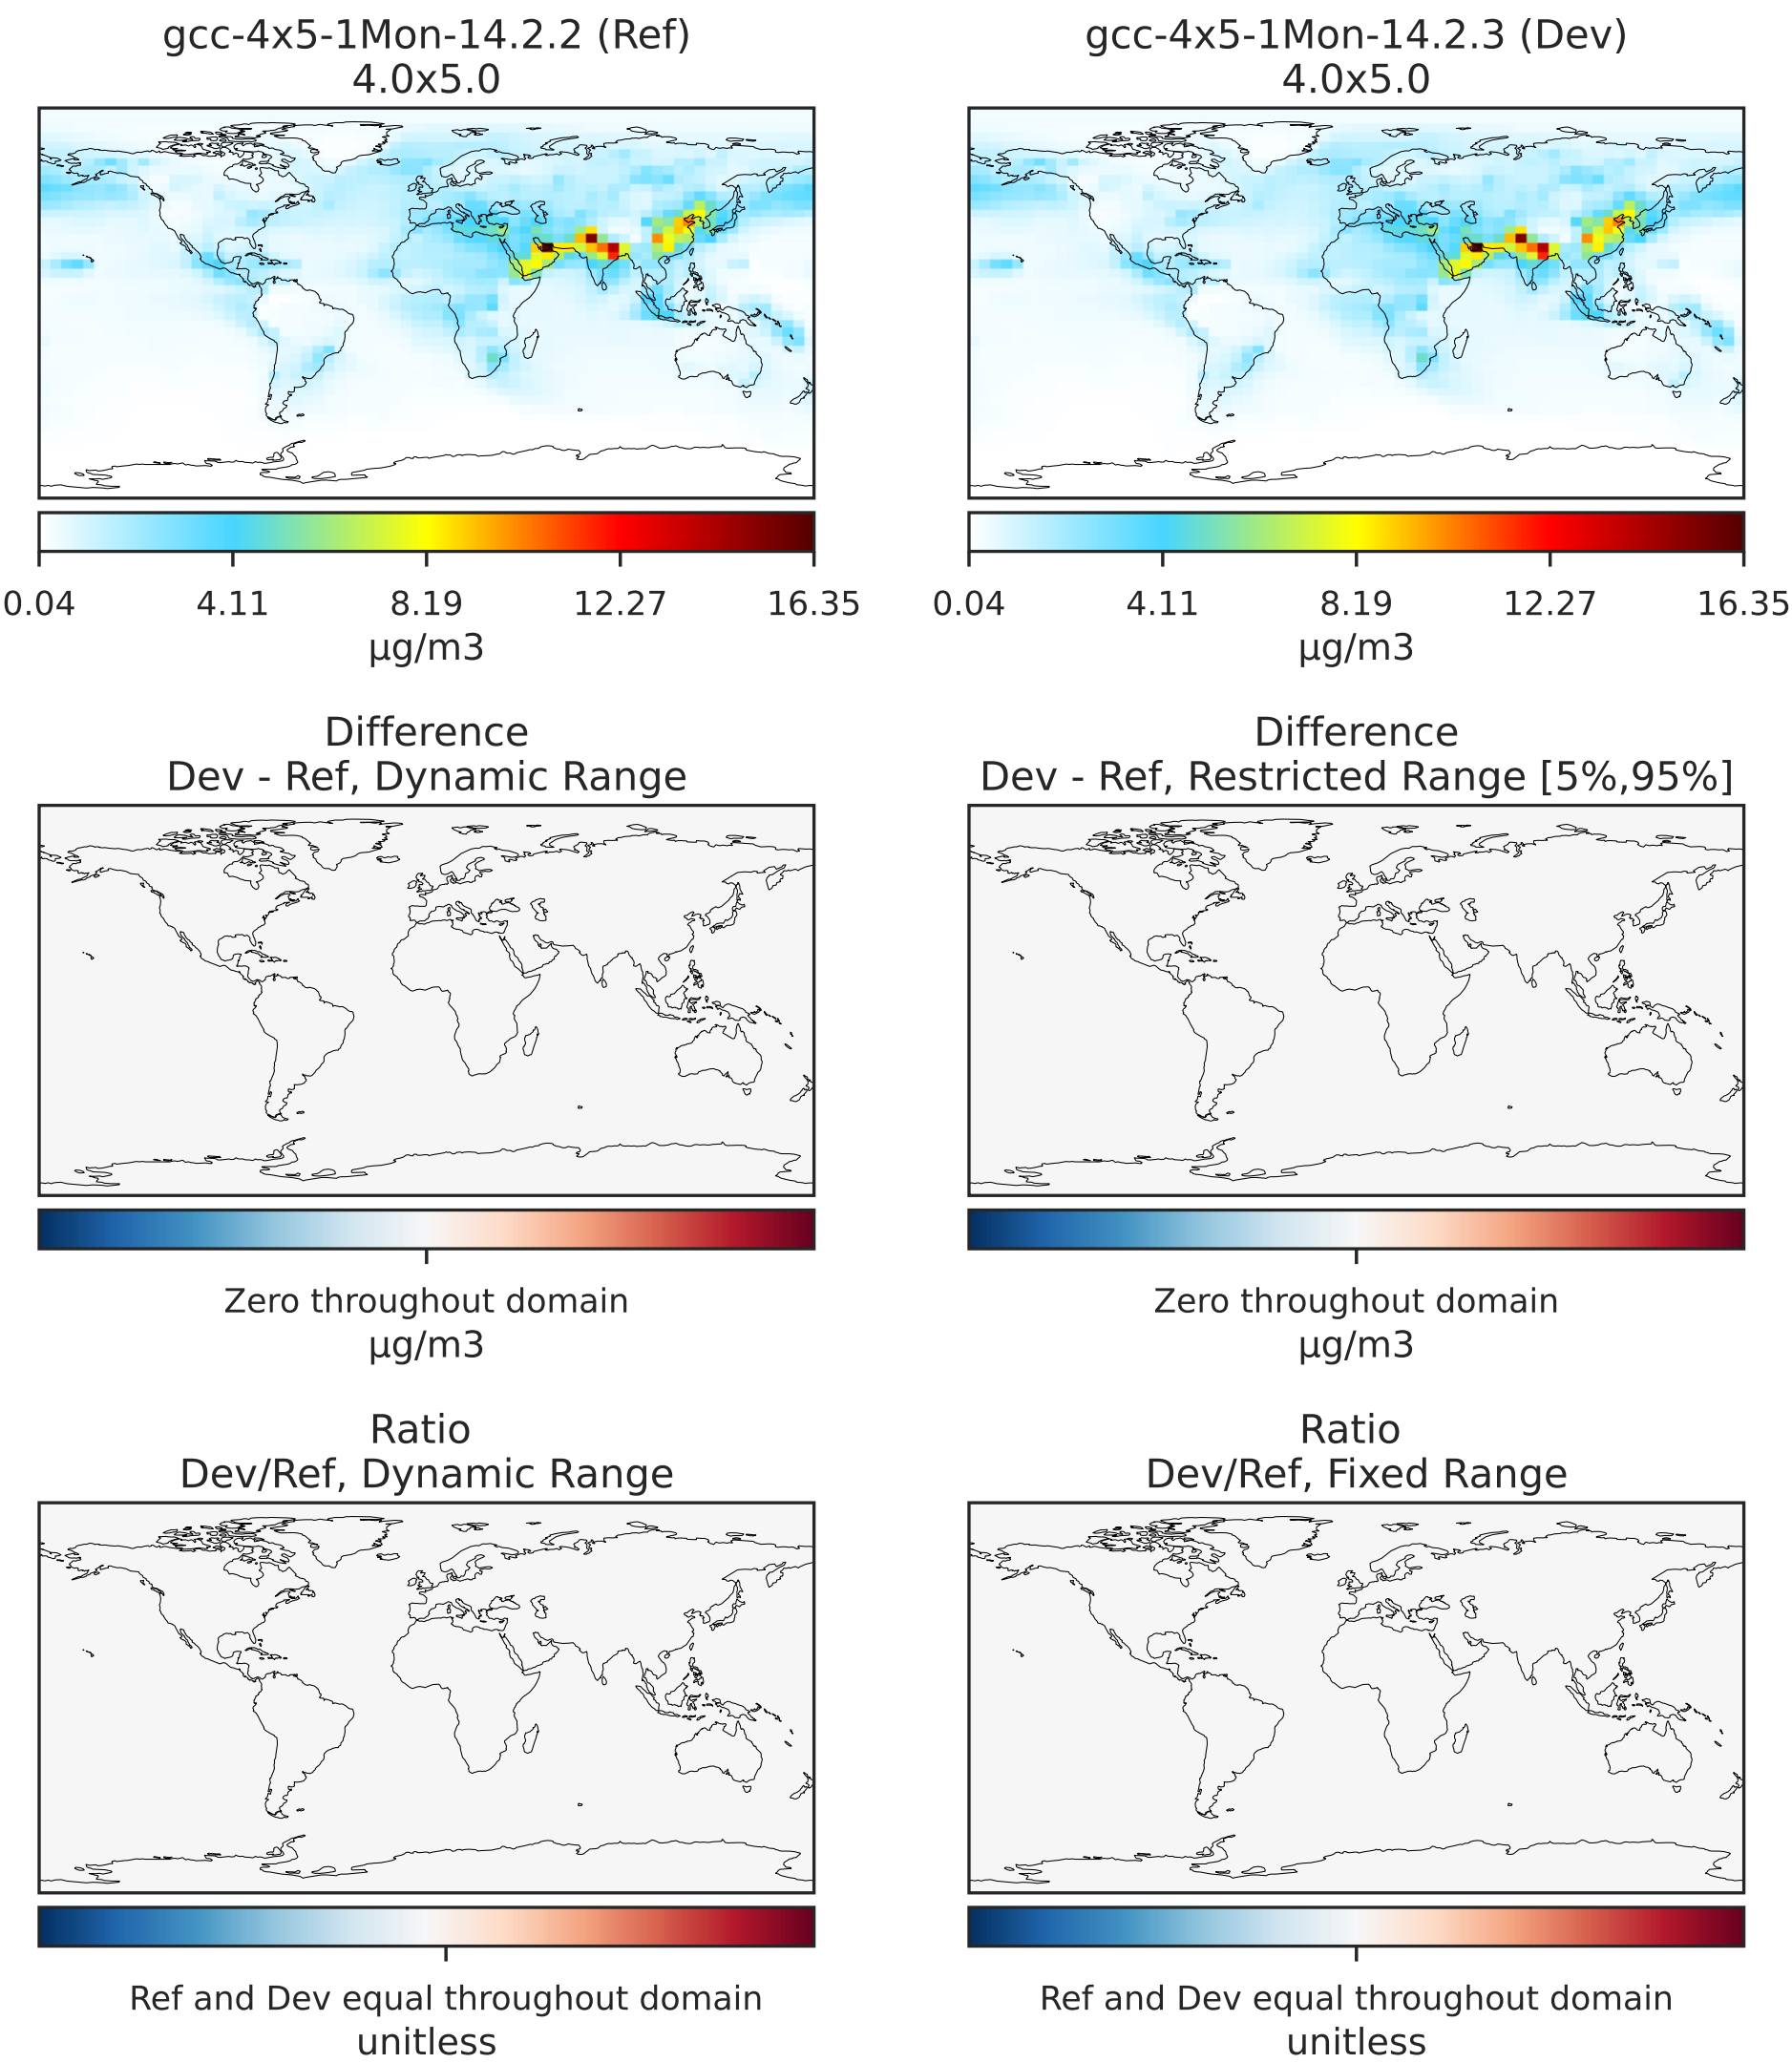 gcc-4x5-1Mon-14.2.2 (Ref)
4.0x5.0
gcc-4x5-1Mon-14.2.3 (Dev)
4.0x5.0
0.04 4.11 8.19 12.27 16.35
μg/m3
0.04 4.11 8.19 12.27 16.35
μg/m3
Difference
Dev - Ref, Dynamic Range
Difference
Dev - Ref, Restricted Range [5%,95%]
Zero throughout domain
μg/m3
Zero throughout domain
μg/m3
Ratio
Dev/Ref, Dynamic Range
Ratio
Dev/Ref, Fixed Range
Ref and Dev equal throughout domain
unitless
Ref and Dev equal throughout domain
unitless